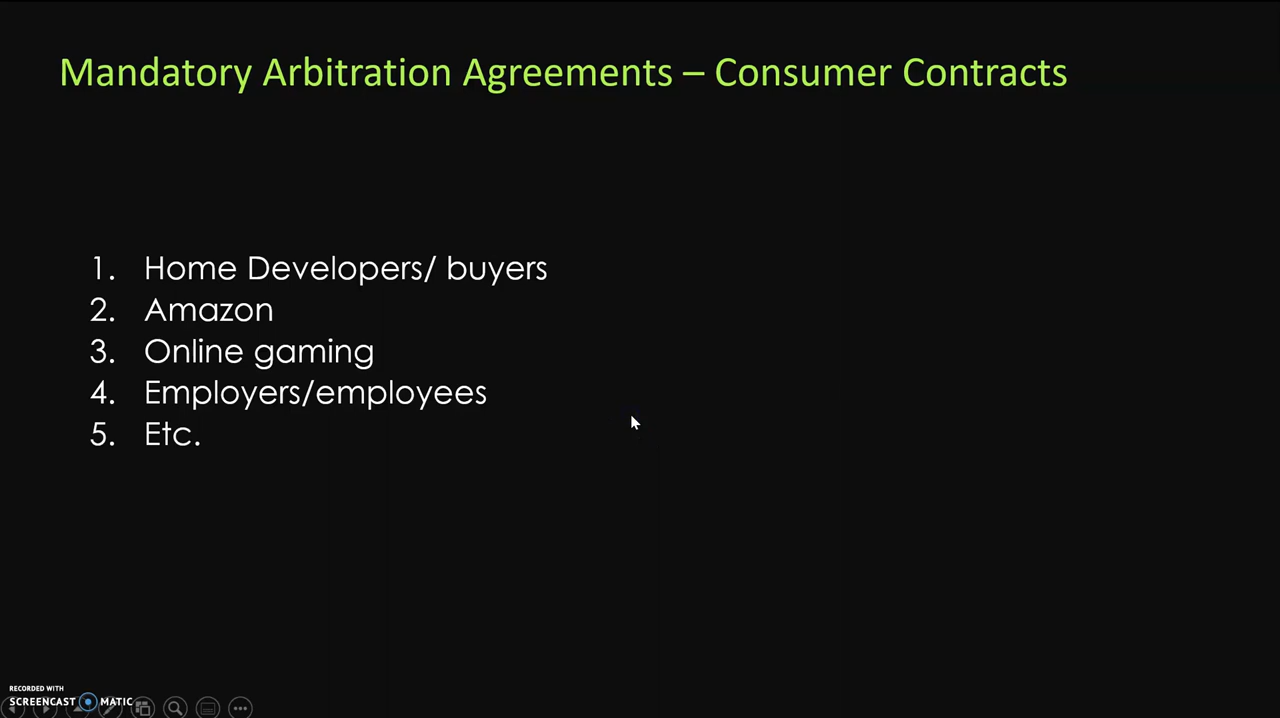 Mandatory Arbitration Agreements – Consumer Contracts
1. Home Developers/ buyers
2. Amazon
3. Online gaming
4. Employers/employees
5. Etc.
RECORDED WITH
SCREENCAST MATIC